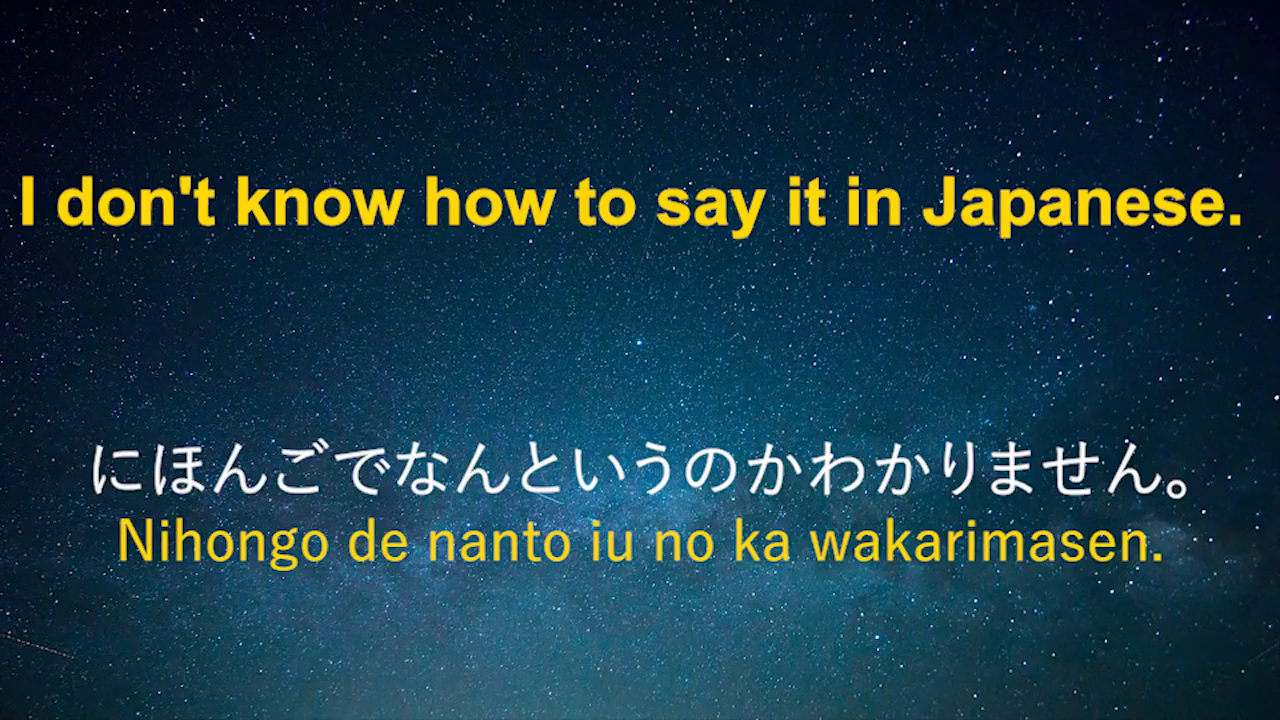 I don't know how to say it in Japanese.
にほんごでなんというのかわかりません。
Nihongo de nanto iu no ka wakarimasen.